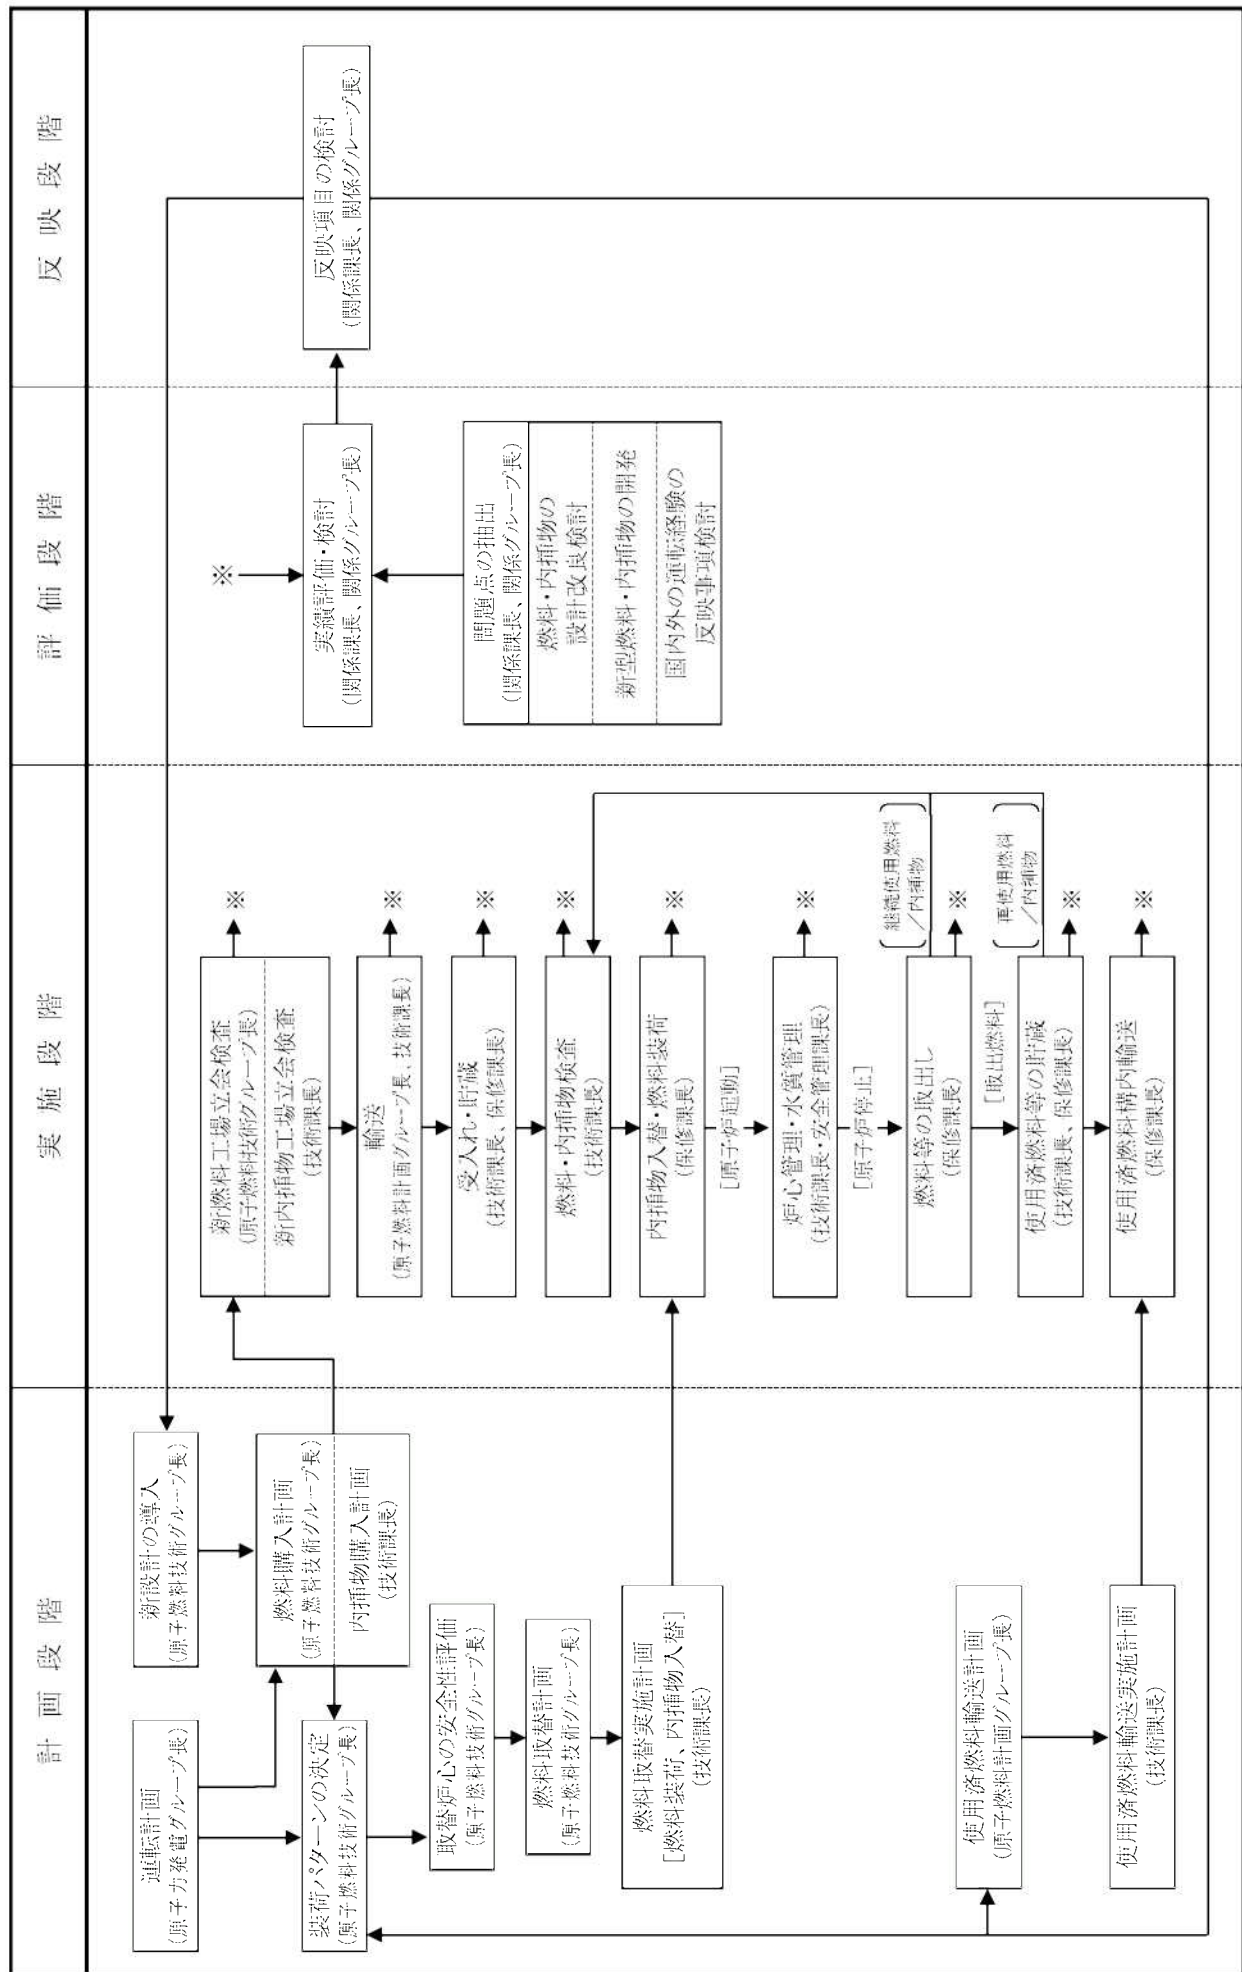 計画段階
実施段階
評価段階
反映段階
運転計画
(原子力発電グループ長)
新設計の導入
(原子燃料技術グループ長)
燃料購入計画
(原子燃料技術グループ長)
内挿物購入計画
(技術課長)
装荷パターンの決定
(原子燃料技術グループ長)
取替炉心の安全性評価
(原子燃料技術グループ長)
燃料取替計画
(原子燃料技術グループ長)
燃料取替実施計画
[燃料装荷、内挿物入替]
(技術課長)
使用済燃料輸送計画
(原子燃料計画グループ長)
使用済燃料輸送実施計画
(技術課長)
新燃料工場立会検査
(原子燃料技術グループ長)
新内挿物工場立会検査
(技術課長)
※
輸送
(原子燃料計画グループ長、技術課長)
※
受入れ・貯蔵
(技術課長、保修課長)
※
燃料・内挿物検査
(技術課長)
※
内挿物入替・燃料装荷
(保修課長)
※
[原子炉起動]
炉心管理・水質管理
(技術課長・安全管理課長)
※
[原子炉停止]
燃料等の取出し
(保修課長)
※
継続使用燃料
/内挿物
[取出燃料]
使用済燃料等の貯蔵
(技術課長、保修課長)
※
再使用燃料
/内挿物
使用済燃料構内輸送
(保修課長)
※
※
実績評価・検討
(関係課長、関係グループ長)
問題点の抽出
(関係課長、関係グループ長)
燃料・内挿物の
設計改良検討
新型燃料・内挿物の開発
国内外の運転経験の
反映事項検討
反映項目の検討
(関係課長、関係グループ長)